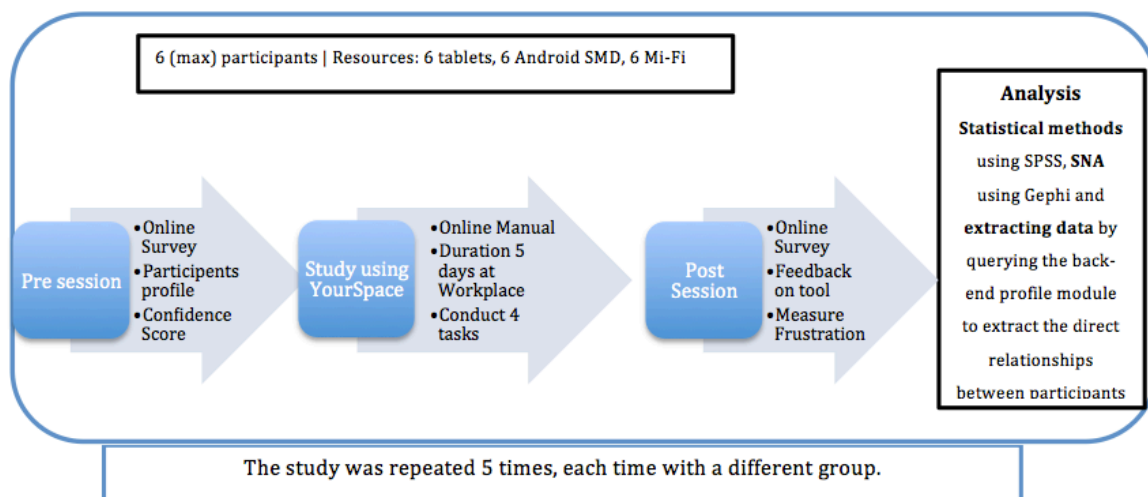 6 (max) participants | Resources: 6 tablets, 6 Android SMD, 6 Mi-Fi
Pre session
•Online
Survey
•Participents
profile
•Confidence
Score
Study using
YourSpace
•Online Manual
•Duration 5
days at
Workplace
•Conduct 4
tasks
Post
Session
•Online
Survey
•Feedback
on tool
•Measure
Frustration
Analysis
Statistical methods
using SPSS, SNA
using Gephi and
extracting data by
querying the back-
end profile module
to extract the direct
relationships
between participants
The study was repeated 5 times, each time with a different group.